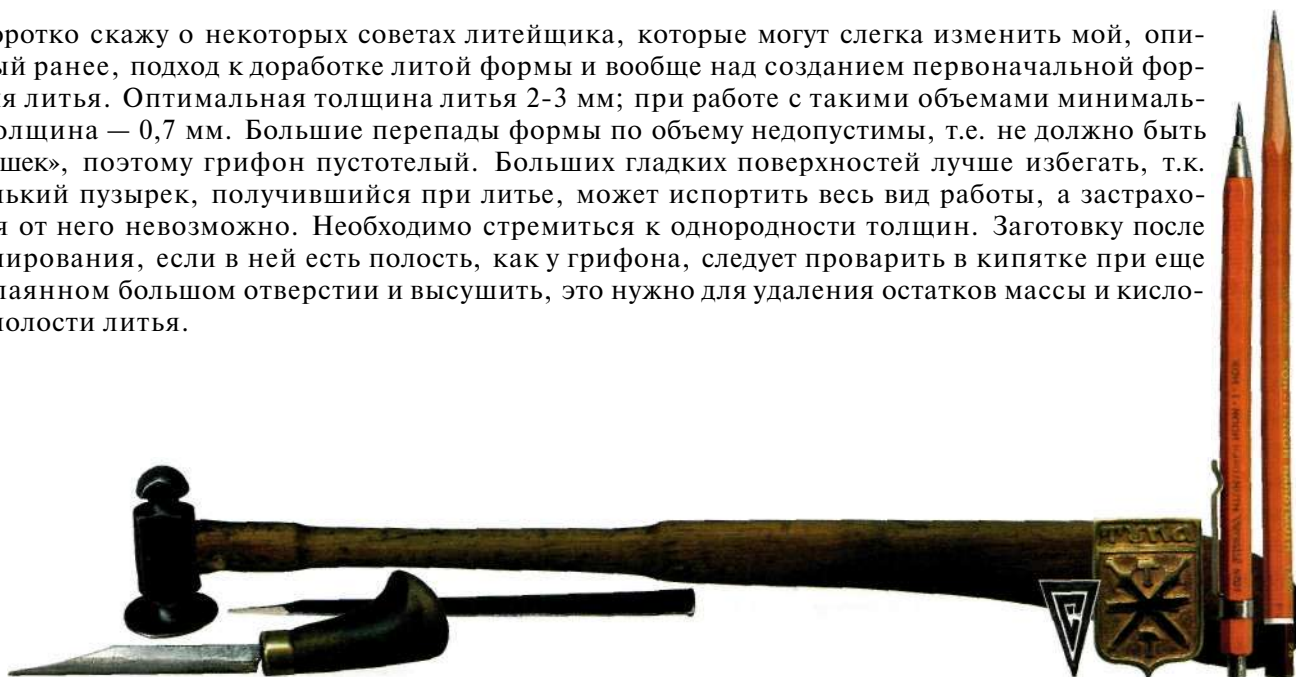 оротко скажу о некоторых советах литейщика, которые могут слегка изменить мой, опи-
ый ранее, подход к доработке литой формы и вообще над созданием первоначальной фор-
ия литья. Оптимальная толщина литья 2-3 мм; при работе с такими объемами минималь-
олщина — 0,7 мм. Большие перепады формы по объему недопустимы, т.е. не должно быть
шек», поэтому грифон пустотелый. Больших гладких поверхностей лучше избегать, т.к.
нький пузырек, получившийся при литье, может испортить весь вид работы, а застрахо-
я от него невозможно. Необходимо стремиться к однородности толщин. Заготовку после
лирования, если в ней есть полость, как у грифона, следует проварить в кипятке при еще
паянном большом отверстии и высушить, это нужно для удаления остатков массы и кисло-
полости литья.
ТУЛА